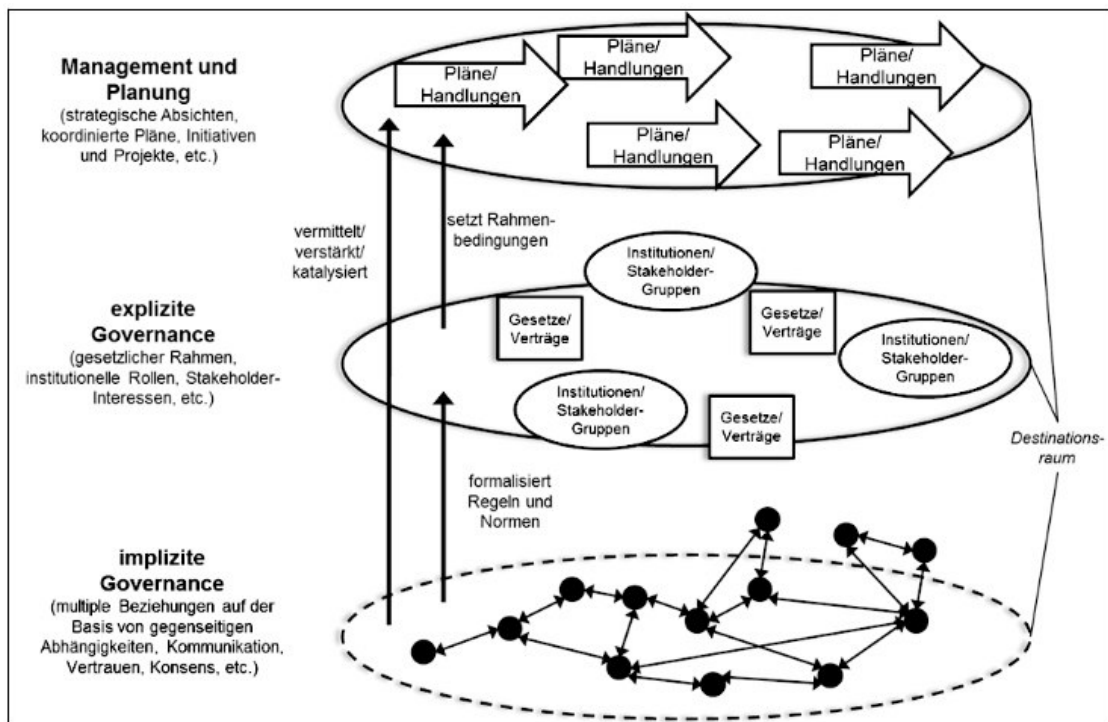 Management und
Planung
(strategische Absichten,
koordinierte Pläne, Initiativen
und Projekte, etc.)
Pläne/
Handlungen
Pläne/
Handlungen
Pläne/
Handlungen
Pläne/
Handlungen
Pläne/
Handlungen
vermittelt/
verstärkt/
katalysiert
setzt Rahmen-
bedingungen
explizite
Governance
(gesetzlicher Rahmen,
institutionelle Rollen, Stakeholder-
Interessen, etc.)
Institutionen/
Stakeholder-
Gruppen
Gesetze/
Verträge
Gesetze/
Verträge
Institutionen/
Stakeholder-
Gruppen
Institutionen/
Stakeholder-
Gruppen
Gesetze/
Verträge
Destinations-
raum
formalisiert
Regeln und
Normen
implizite
Governance
(multiple Beziehungen auf der
Basis von gegenseitigen
Abhängigkeiten, Kommunikation,
Vertrauen, Konsens, etc.)